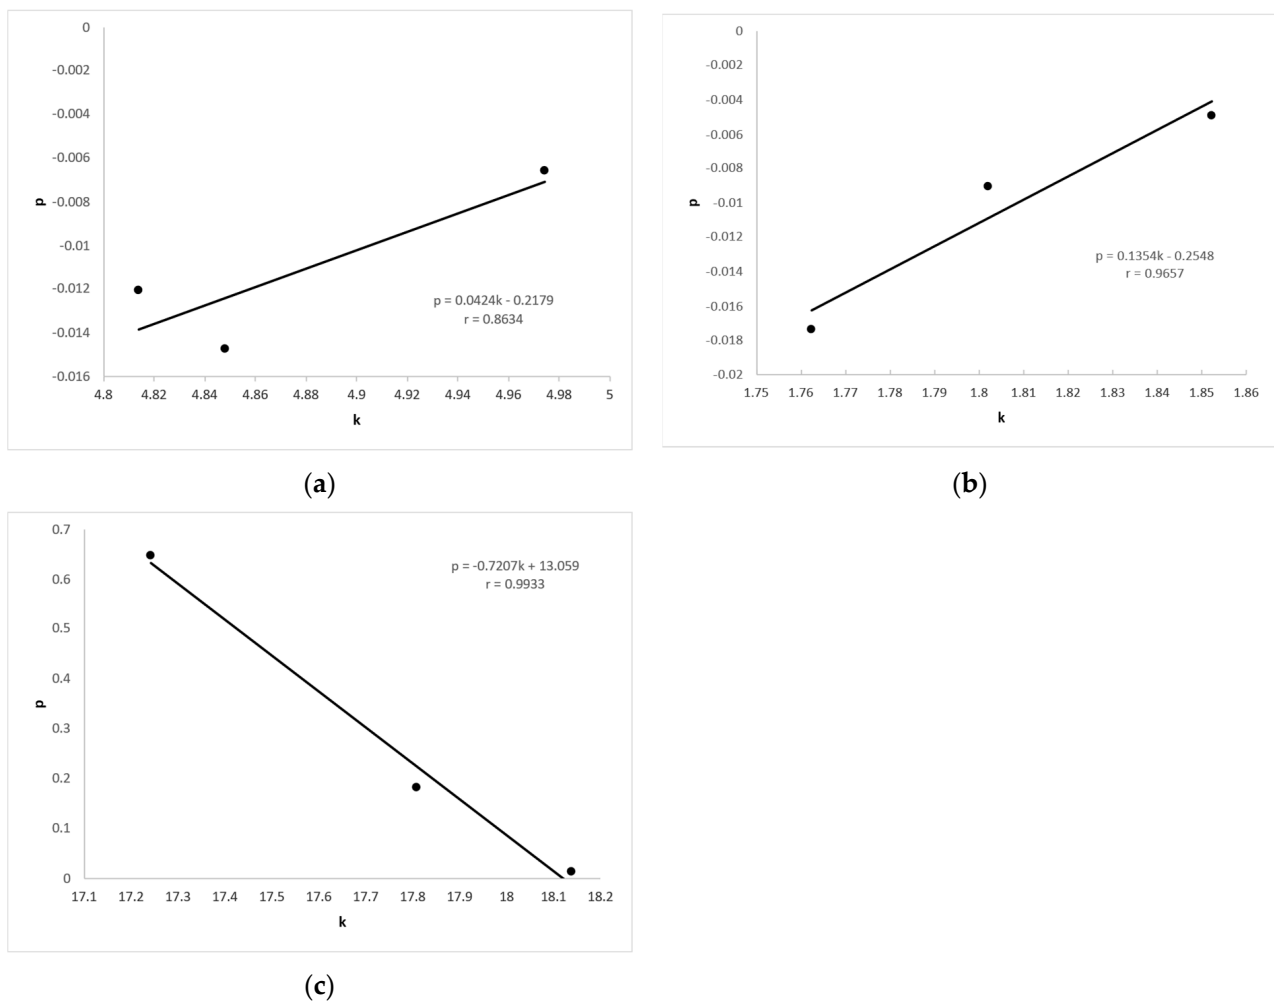 0
-0.002
-0.004
-0.006
-0.008
-0.01
-0.012
-0.014
-0.016
p
4.8 4.82 4.84 4.86 4.88 4.9 4.92 4.94 4.96 4.98 5
k
p = 0.0424k - 0.2179
r = 0.8634
(a)
0
-0.002
-0.004
-0.006
-0.008
-0.01
-0.012
-0.014
-0.016
-0.018
-0.02
p
1.75 1.76 1.77 1.78 1.79 1.80 1.81 1.82 1.83 1.84 1.85 1.86
k
p = 0.1354k - 0.2548
r = 0.9657
(b)
0.7
0.6
0.5
0.4
0.3
0.2
0.1
0
p
17.1 17.2 17.3 17.4 17.5 17.6 17.7 17.8 17.9 18 18.1 18.2
k
p = -0.7207k + 13.059
r = 0.9933
(c)